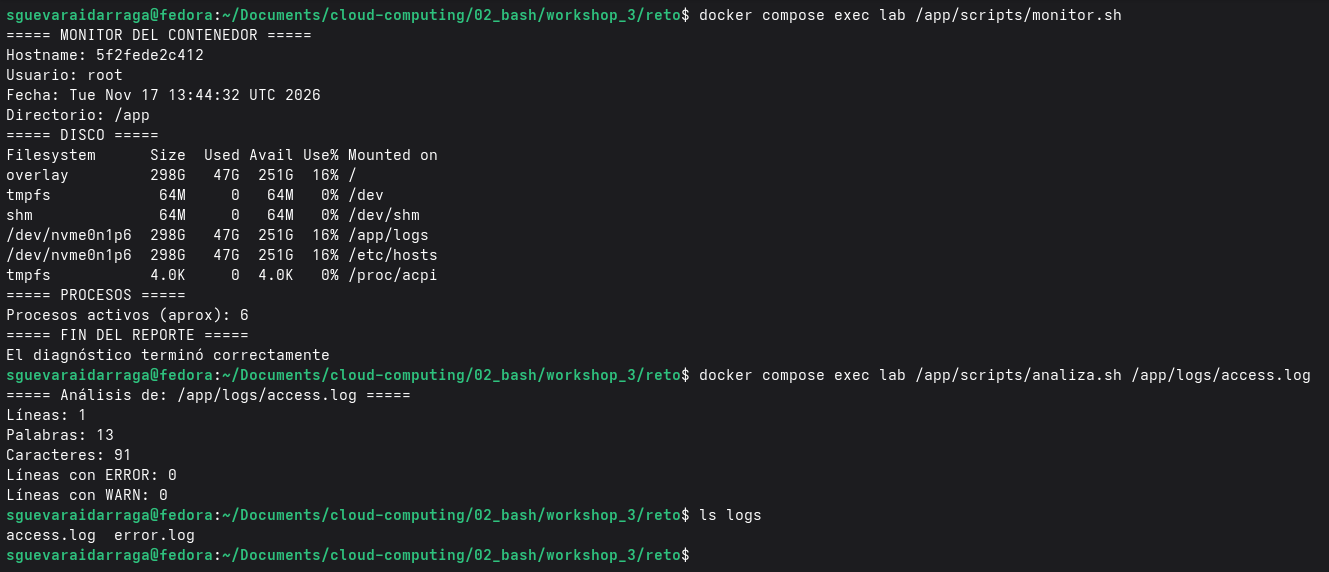 sguevaraidarraga@fedora:~/Documents/cloud-computing/02_bash/workshop_3/reto$ docker compose exec lab /app/scripts/monitor.sh
===== MONITOR DEL CONTENEDOR =====
Hostname: 5f2fede2c412
Usuario: root
Fecha: Tue Nov 17 13:44:32 UTC 2026
Directorio: /app
===== DISCO =====
Filesystem      Size  Used Avail Use% Mounted on
overlay         298G   47G  251G  16% /
tmpfs            64M     0   64M   0% /dev
shm              64M     0   64M   0% /dev/shm
/dev/nvme0n1p6  298G   47G  251G  16% /app/logs
/dev/nvme0n1p6  298G   47G  251G  16% /etc/hosts
tmpfs           4.0K     0  4.0K   0% /proc/acpi
===== PROCESOS =====
Procesos activos (aprox): 6
===== FIN DEL REPORTE =====
El diagnóstico terminó correctamente
sguevaraidarraga@fedora:~/Documents/cloud-computing/02_bash/workshop_3/reto$ docker compose exec lab /app/scripts/analiza.sh /app/logs/access.log
===== Análisis de: /app/logs/access.log =====
Líneas: 1
Palabras: 13
Caracteres: 91
Líneas con ERROR: 0
Líneas con WARN: 0
sguevaraidarraga@fedora:~/Documents/cloud-computing/02_bash/workshop_3/reto$ ls logs
access.log  error.log
sguevaraidarraga@fedora:~/Documents/cloud-computing/02_bash/workshop_3/reto$